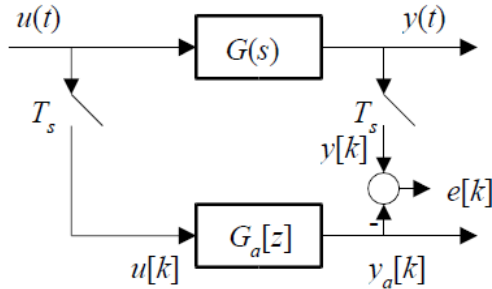 u(t)
G(s)
y(t)
T_s
T_s
y[k]
e[k]
G_a[z]
-
u[k]
y_a[k]